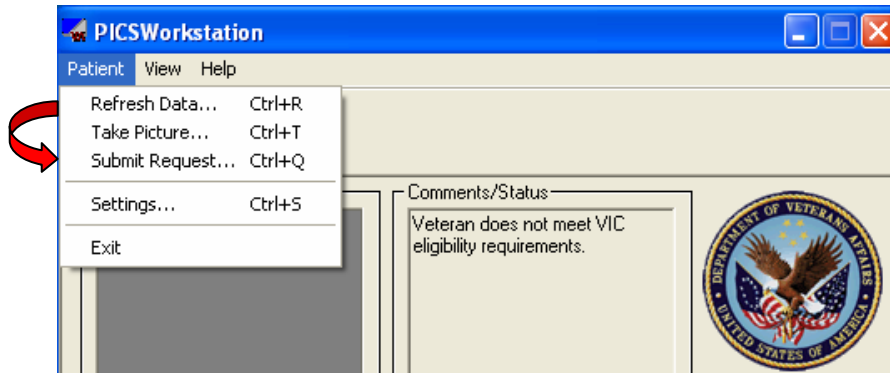 PICSWorkstation
Patient View Help
Refresh Data... Ctrl+R
Take Picture... Ctrl+T
Submit Request... Ctrl+Q
Settings... Ctrl+S
Exit
Comments/Status
Veteran does not meet VIC
eligibility requirements.
DEPARTMENT OF VETERANS AFFAIRS
UNITED STATES OF AMERICA